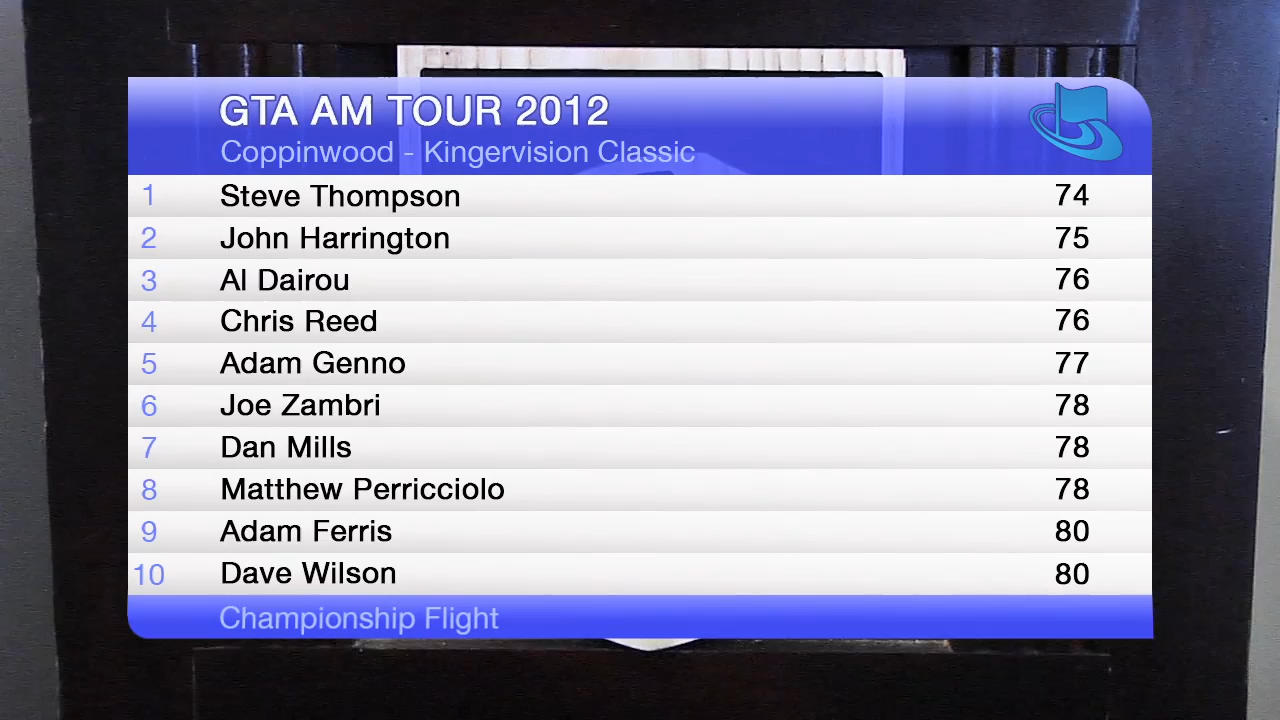 GTA AM TOUR 2012
Coppinwood - Kingervision Classic
1 Steve Thompson 74
2 John Harrington 75
3 Al Dairou 76
4 Chris Reed 76
5 Adam Genno 77
6 Joe Zambri 78
7 Dan Mills 78
8 Matthew Perricciolo 78
9 Adam Ferris 80
10 Dave Wilson 80
Championship Flight